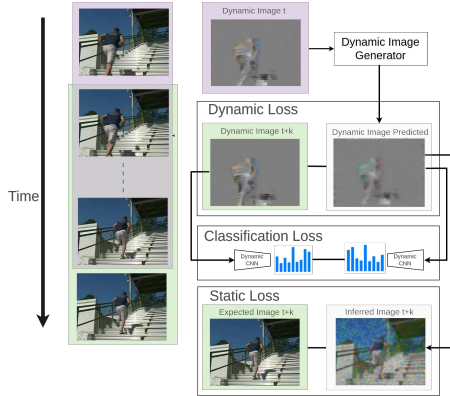 Time
Dynamic Image t
Dynamic Image
Generator
Dynamic Loss
Dynamic Image t+k
Dynamic Image Predicted
Classification Loss
Dynamic
CNN
Dynamic
CNN
Static Loss
Expected Image t+k
Inferred Image t+k